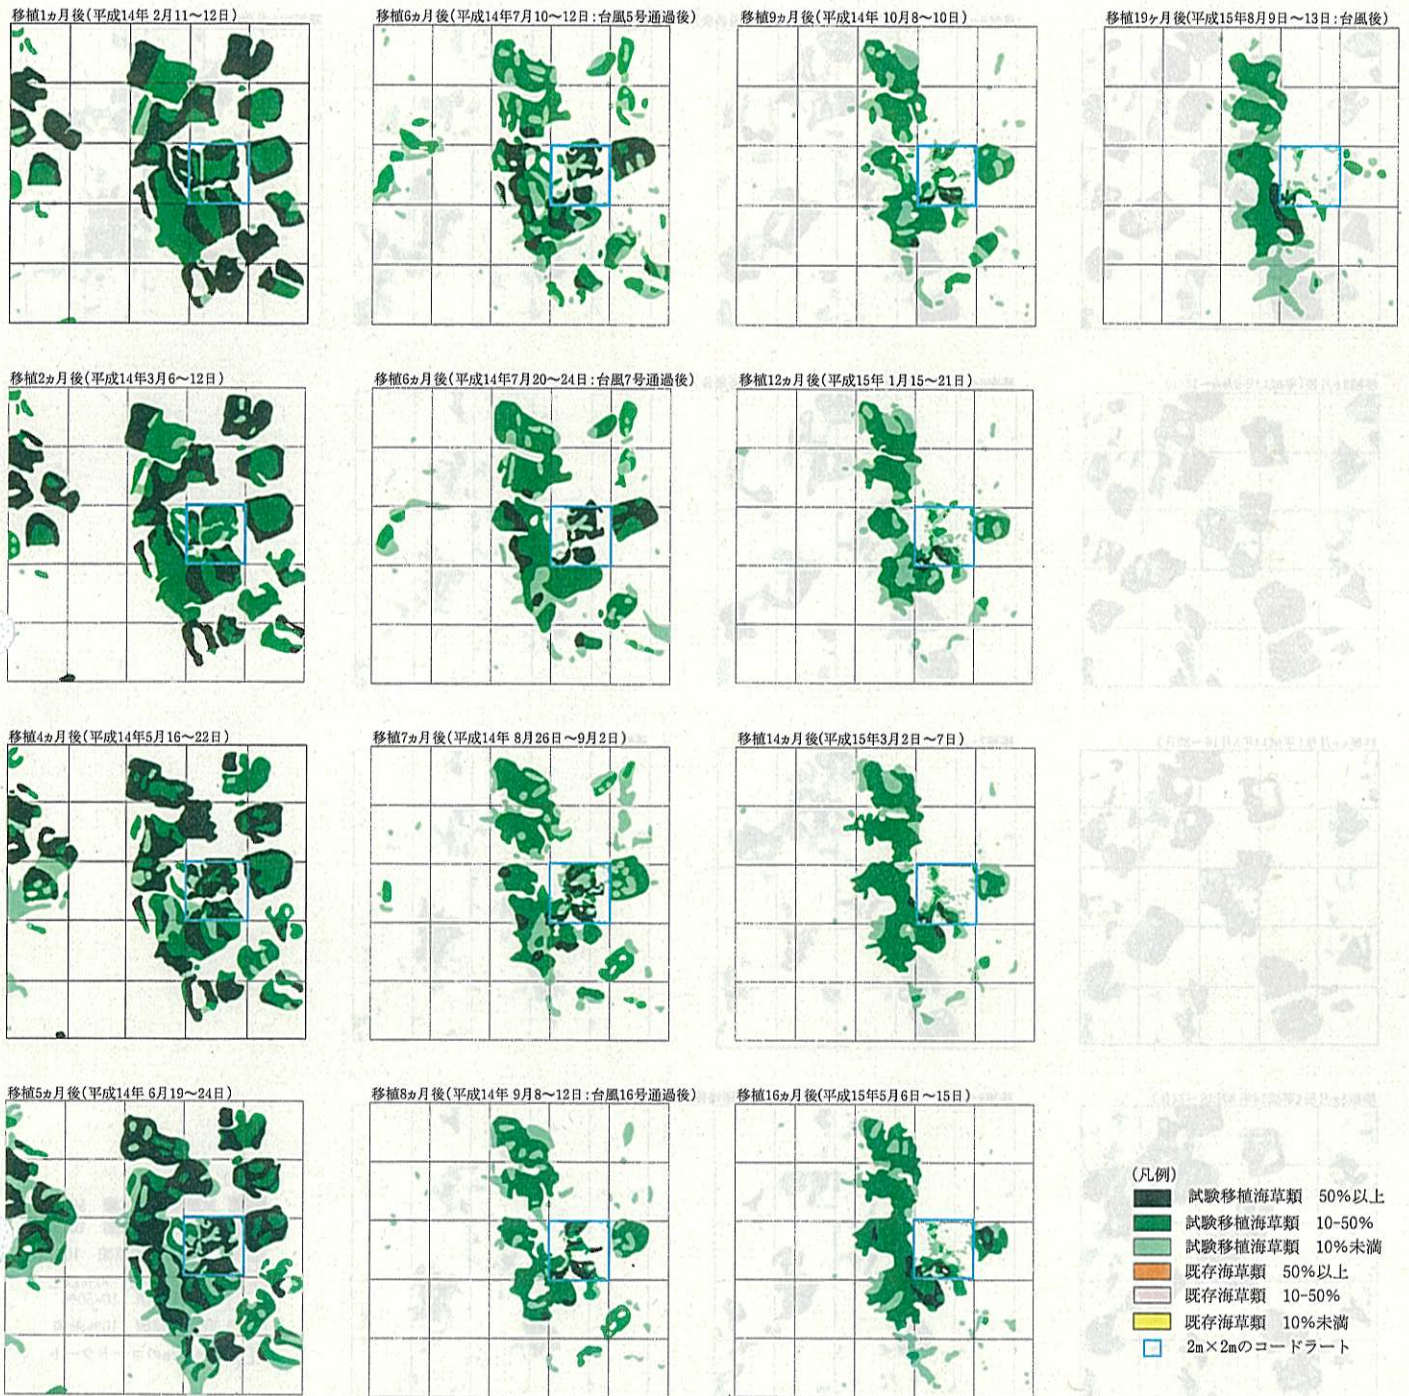 移植1ヵ月後(平成14年 2月11～12日)
移植6ヵ月後(平成14年7月10～12日:台風5号通過後)
移植9ヵ月後(平成14年 10月8～10日)
移植19ヶ月後(平成15年8月9日～13日:台風後)
移植2ヵ月後(平成14年3月6～12日)
移植6ヵ月後(平成14年7月20～24日:台風7号通過後)
移植12ヵ月後(平成15年 1月15～21日)
移植4ヵ月後(平成14年5月16～22日)
移植7ヵ月後(平成14年 8月26日～9月2日)
移植14ヵ月後(平成15年3月2日～7日)
移植5ヵ月後(平成14年 6月19～24日)
移植8ヵ月後(平成14年 9月8～12日:台風16号通過後)
移植16ヵ月後(平成15年5月6日～15日)
(凡例)
試験移植海草類 50%以上
試験移植海草類 10-50%
試験移植海草類 10%未満
既存海草類 50%以上
既存海草類 10-50%
既存海草類 10%未満
2m×2mのコードラート